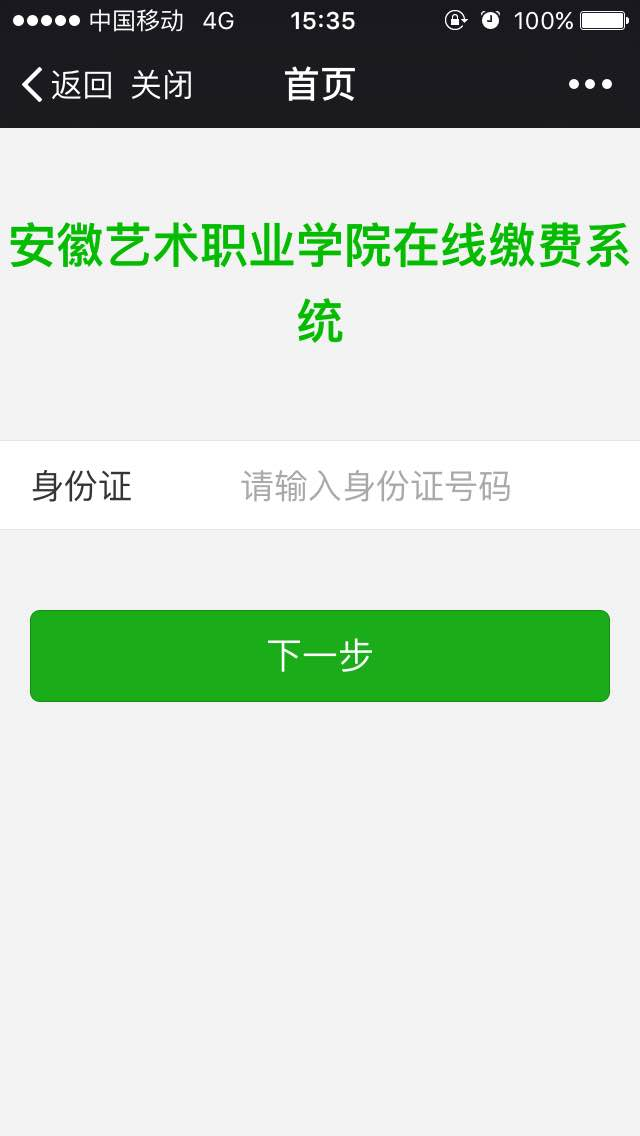 中国移动 4G 15:35 100%
返回 关闭 首页
安徽艺术职业学院在线缴费系
统
身份证 请输入身份证号码
下一步